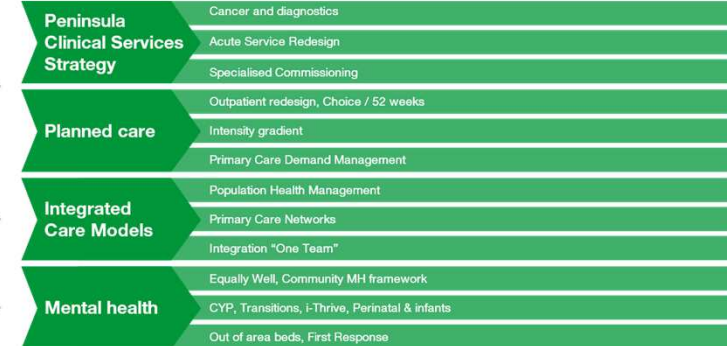 Peninsula
Clinical Services
Strategy
Cancer and diagnostics
Acute Service Redesign
Specialised Commissioning
Planned care
Outpatient redesign, Choice / 52 weeks
Intensity gradient
Primary Care Demand Management
Integrated
Care Models
Population Health Management
Primary Care Networks
Integration “One Team”
Mental health
Equally Well, Community MH framework
CYP, Transitions, i-Thrive, Perinatal & infants
Out of area beds, First Response